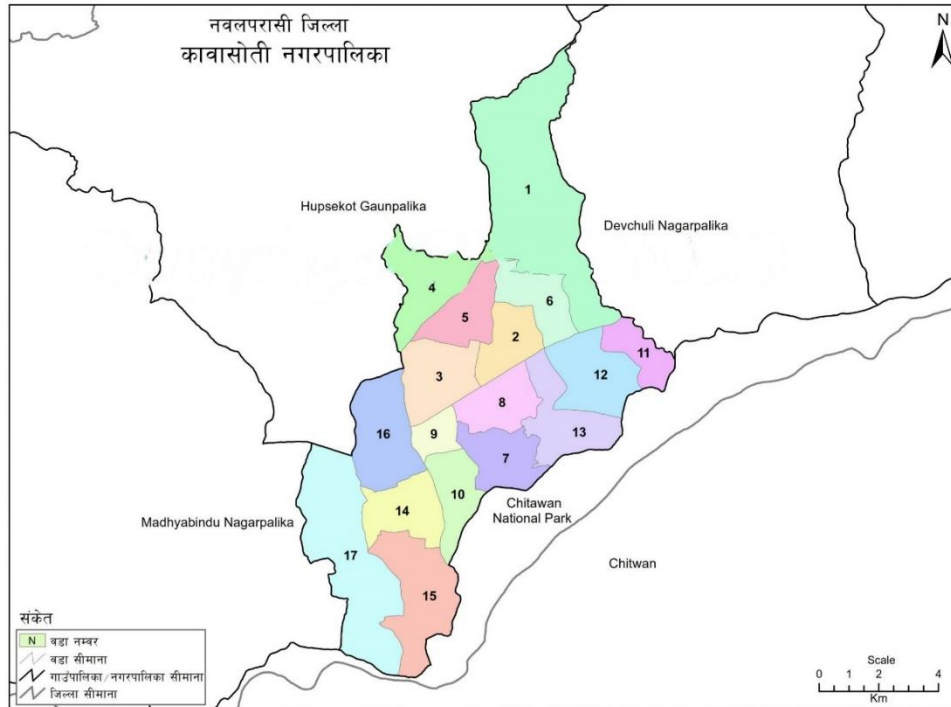 नवलपरासी जिल्ला
कावासोती नगरपालिका
N
1
Hupsekot Gaunpalika
Devchuli Nagarpalika
4
5
6
2
11
3
12
8
16
9
13
7
10
Chitawan
National Park
14
Madhyabindu Nagarpalika
17
Chitwan
15
संकेत
N वडा नम्बर
वडा सीमाना
गाउँपालिका/नगरपालिका सीमाना
जिल्ला सीमाना
Scale
0 1 2 4
Km